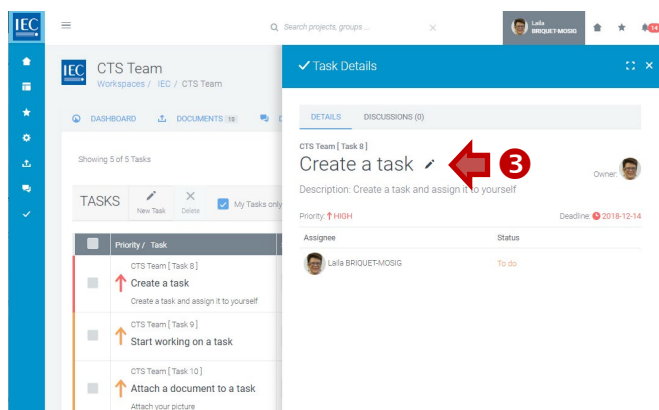 IEC
Search projects, groups ...
Laila
BRIQUET-MOSIG
14
IEC
CTS Team
Workspaces / IEC / CTS Team
DASHBOARD
DOCUMENTS 10
D
Showing 5 of 5 Tasks
TASKS
New Task
Delete
My Tasks only
Priority / Task
CTS Team [ Task 8 ]
Create a task
Create a task and assign it to yourself
CTS Team [ Task 9 ]
Start working on a task
CTS Team [ Task 10 ]
Attach a document to a task
Attach your picture
Task Details
DETAILS
DISCUSSIONS (0)
CTS Team [ Task 8 ]
Create a task
3
Owner:
Description: Create a task and assign it to yourself
Priority: HIGH
Deadline: 2018-12-14
Assignee
Status
Laila BRIQUET-MOSIG
To do